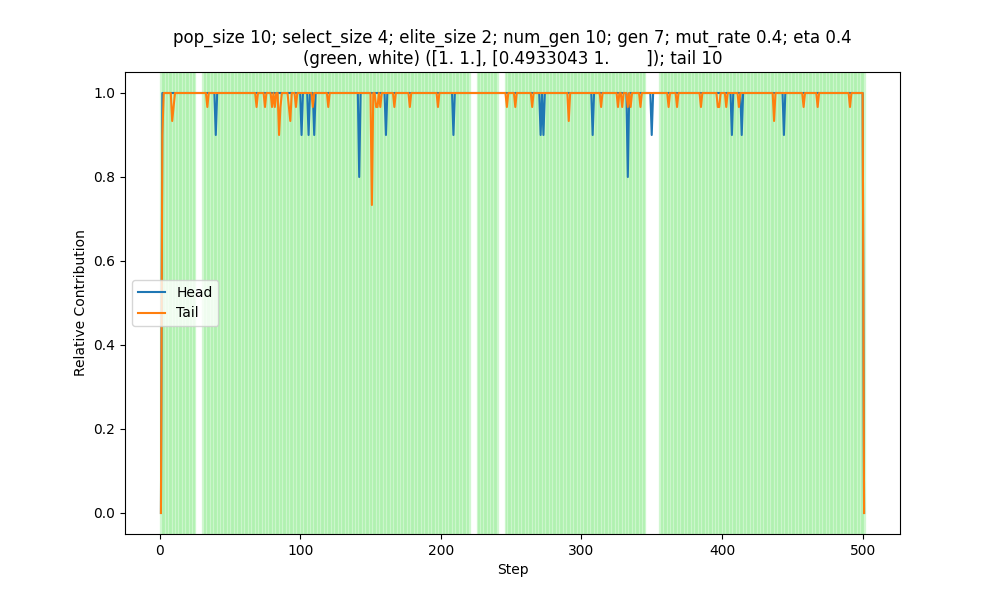 pop_size 10; select_size 4; elite_size 2; num_gen 10; gen 7; mut_rate 0.4; eta 0.4
(green, white) ([1. 1.], [0.4933043 1.        ]); tail 10
1.0
0.8
0.6
0.4
0.2
0.0
Relative Contribution
Head
Tail
0 100 200 300 400 500
Step